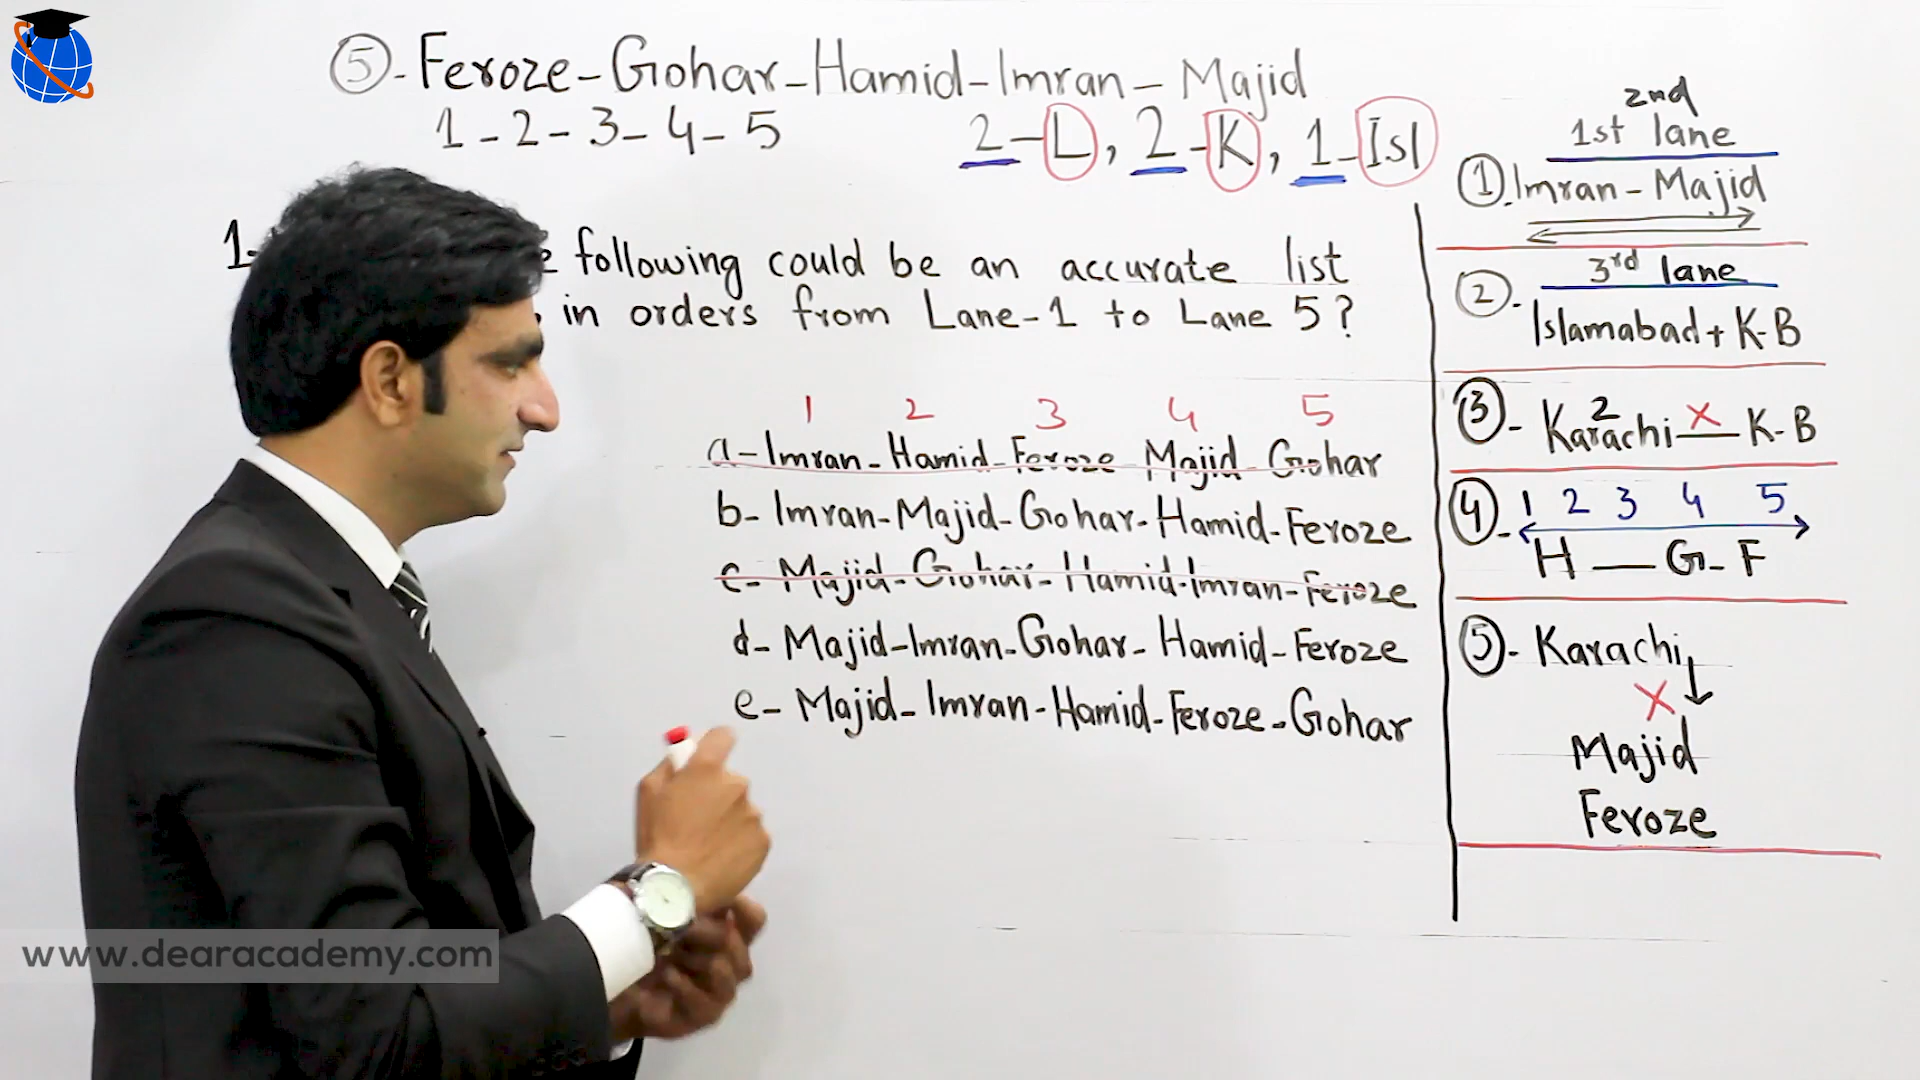 5-Feroze-Gohar-Hamid-Imran-Majid
1-2-3-4-5 2-L, 2-K, 1-Isl
1- following could be an accurate list
in orders from Lane-1 to Lane 5?
1 2 3 4 5
a-Imran-Hamid-Feroze Majid-Gohar
b-Imran-Majid-Gohar-Hamid-Feroze
c-Majid-Gohar-Hamid-Imran-Feroze
d-Majid-Imran-Gohar-Hamid-Feroze
e-Majid-Imran-Hamid-Feroze-Gohar
2nd
1st lane
1.Imran-Majid
3rd lane
2-
Islamabad+K-B
3- Karachi 2 X K-B
4- 1 2 3 4 5
H — G-F
5-Karachi
X
Majid
Feroze
www.dearacademy.com